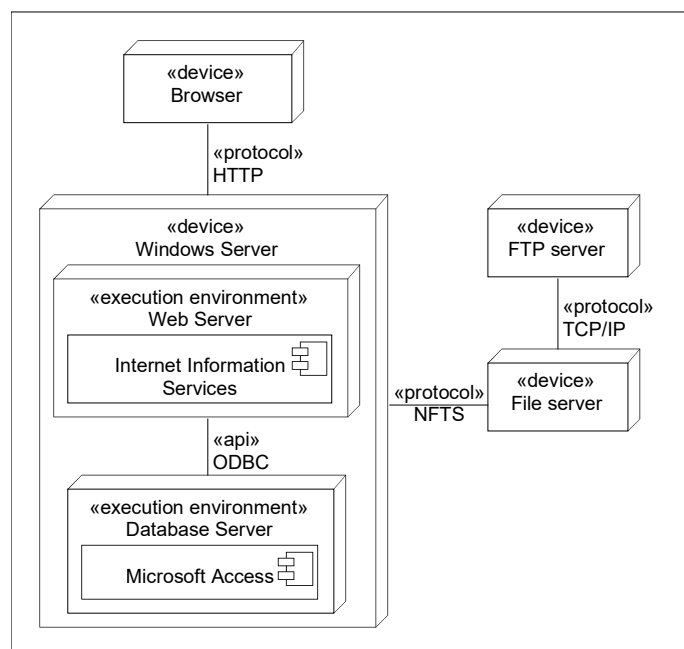 «device»
Browser
«protocol»
HTTP
«device»
Windows Server
«execution environment»
Web Server
Internet Information
Services
«api»
ODBC
«execution environment»
Database Server
Microsoft Access
«protocol»
NFTS
«device»
FTP server
«protocol»
TCP/IP
«device»
File server